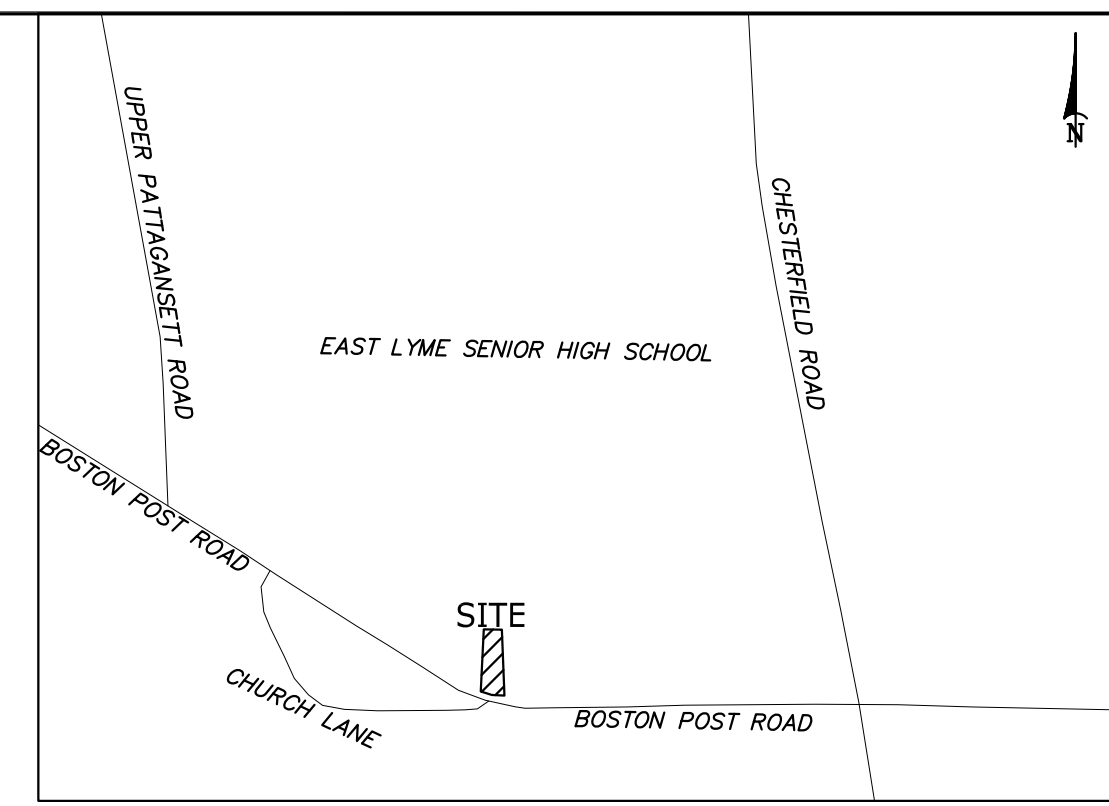 UPPER PATTAGANSETT ROAD
N
CHESTERFIELD ROAD
EAST LYME SENIOR HIGH SCHOOL
BOSTON POST ROAD
SITE
CHURCH LANE
BOSTON POST ROAD